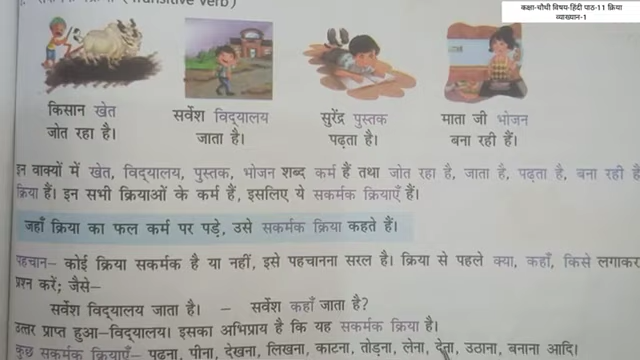 कक्षा-चौथी विषय-हिंदी पाठ-11 क्रिया
व्याख्यान-1
(Transitive Verb)
किसान खेत
जोत रहा है।
सर्वेश विद्यालय
जाता है।
सुरेंद्र पुस्तक
पढ़ता है।
माता जी भोजन
बना रही हैं।
इन वाक्यों में खेत, विद्यालय, पुस्तक, भोजन शब्द कर्म हैं तथा जोत रहा है, जाता है, पढ़ता है, बना रही हैं
क्रिया हैं। इन सभी क्रियाओं के कर्म हैं, इसलिए ये सकर्मक क्रियाएँ हैं।
जहाँ क्रिया का फल कर्म पर पड़े, उसे सकर्मक क्रिया कहते हैं।
पहचान– कोई क्रिया सकर्मक है या नहीं, इसे पहचानना सरल है। क्रिया से पहले क्या, कहाँ, किसे लगाकर
प्रश्न करें; जैसे–
सर्वेश विद्यालय जाता है। – सर्वेश कहाँ जाता है?
उत्तर प्राप्त हुआ–विद्यालय। इसका अभिप्राय है कि यह सकर्मक क्रिया है।
कुछ सकर्मक क्रियाएँ– पढ़ना, पीना, देखना, लिखना, काटना, तोड़ना, लेना, देना, उठाना, बनाना आदि।